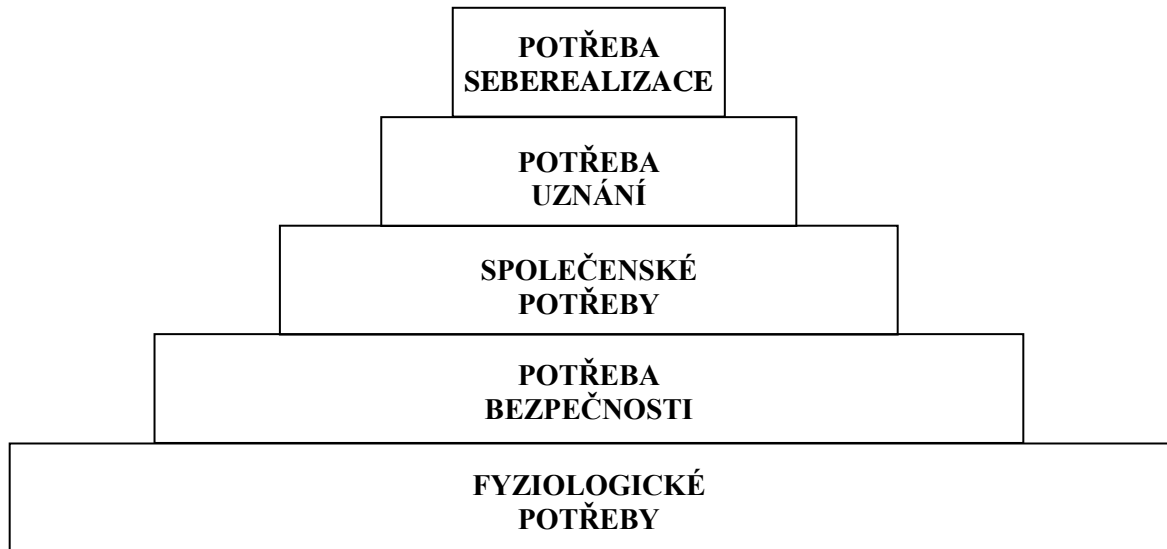 POTŘEBA
SEBEREALIZACE
POTŘEBA
UZNÁNÍ
SPOLEČENSKÉ
POTŘEBY
POTŘEBA
BEZPEČNOSTI
FYZIOLOGICKÉ
POTŘEBY